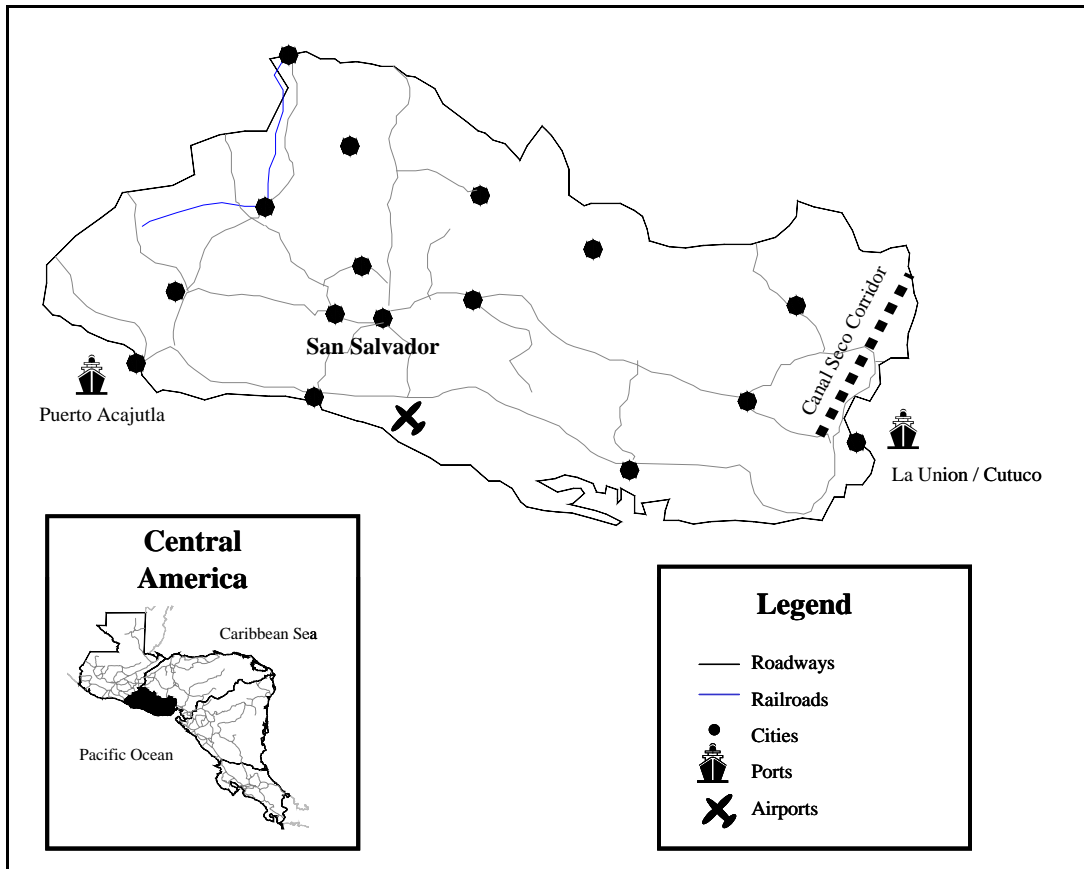 San Salvador
Canal Seco Corridor
Puerto Acajutla
La Union / Cutuco
Central
America
Caribbean Sea
Pacific Ocean
Legend
Roadways
Railroads
Cities
Ports
Airports